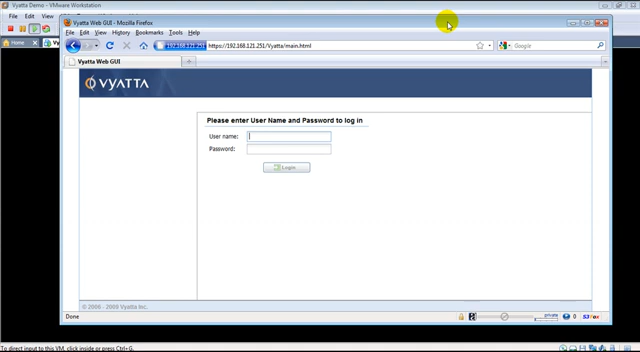 Vyatta Demo - VMware Workstation
File Edit
Home Vy
Vyatta Web GUI - Mozilla Firefox
File Edit View History Bookmarks Tools Help
192.168.121.251 https://192.168.121.251/Vyatta/main.html Google
Vyatta Web GUI
VYATTA
Please enter User Name and Password to log in
User name:
Password:
Login
© 2006 - 2009 Vyatta Inc.
Done private 0 S3Fox
To direct input to this VM, click inside or press Ctrl+G.